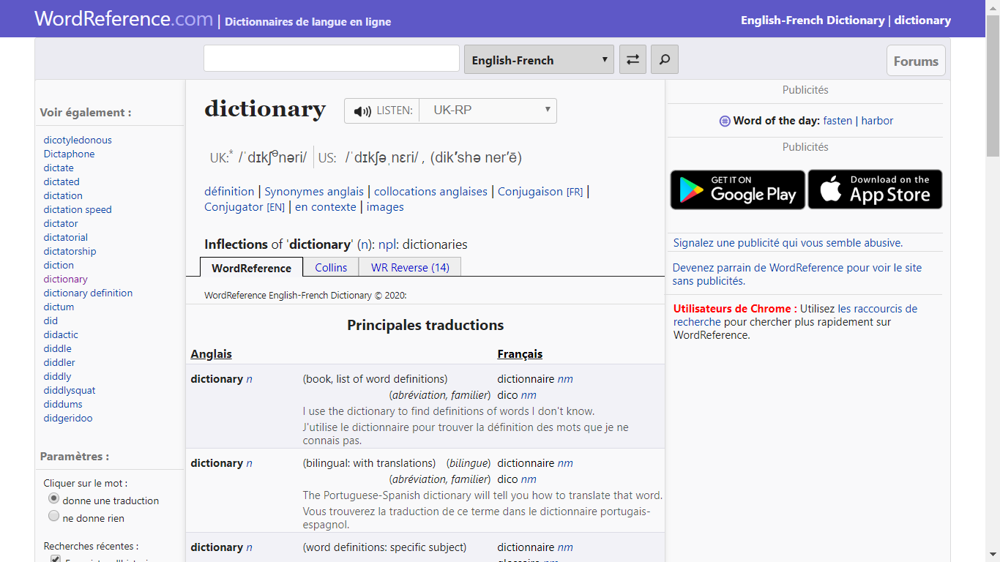 WordReference.com | Dictionnaires de langue en ligne
English-French Dictionary | dictionary
English-French
Forums
Voir également :
dicotyledonous
Dictaphone
dictate
dictated
dictation
dictation speed
dictator
dictatorial
dictatorship
diction
dictionary
dictionary definition
dictum
did
didactic
diddle
diddler
diddly
diddlysquat
diddums
didgeridoo
Paramètres :
Cliquer sur le mot :
donne une traduction
ne donne rien
Recherches récentes :
dictionary
LISTEN:
UK-RP
UK:* /ˈdɪkʃᵊnəri/
US: /ˈdɪkʃəˌnɛri/ , (dik′shə ner′ē)
définition | Synonymes anglais | collocations anglaises | Conjugaison [FR] |
Conjugator [EN] | en contexte | images
Inflections of 'dictionary' (n): npl: dictionaries
WordReference
Collins
WR Reverse (14)
WordReference English-French Dictionary © 2020:
Principales traductions
Anglais Français
dictionary n (book, list of word definitions) dictionnaire nm
(abréviation, familier) dico nm
I use the dictionary to find definitions of words I don't know.
J'utilise le dictionnaire pour trouver la définition des mots que je ne
connais pas.
dictionary n (bilingual: with translations) (bilingue) dictionnaire nm
(abréviation, familier) dico nm
The Portuguese-Spanish dictionary will tell you how to translate that word.
Vous trouverez la traduction de ce terme dans le dictionnaire portugais-
espagnol.
dictionary n (word definitions: specific subject) dictionnaire nm
Publicités
Word of the day: fasten | harbor
Publicités
GET IT ON
Google Play
Download on the
App Store
Signalez une publicité qui vous semble abusive.
Devenez parrain de WordReference pour voir le site
sans publicités.
Utilisateurs de Chrome : Utilisez les raccourcis de
recherche pour chercher plus rapidement sur
WordReference.